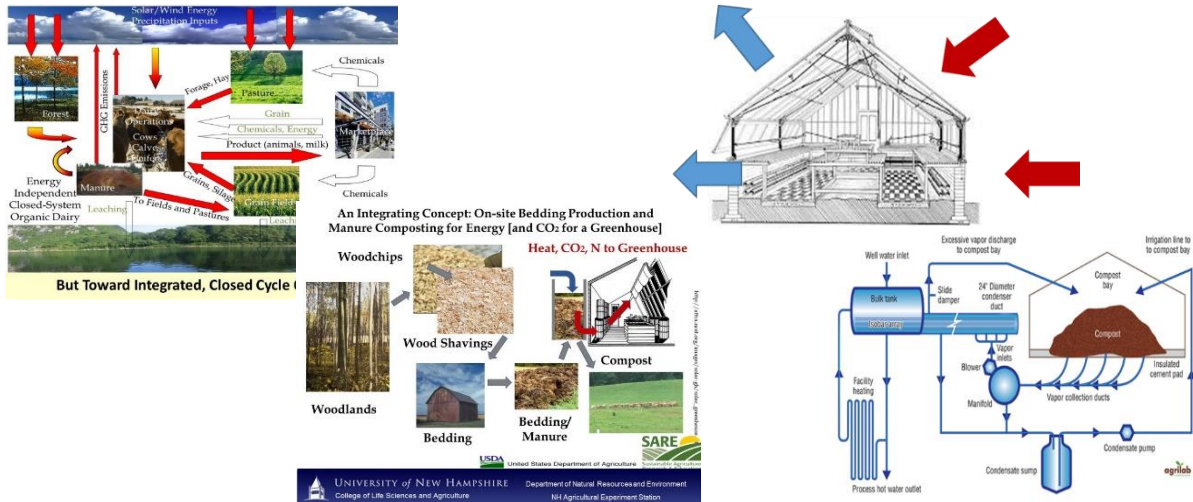 Solar/Wind Energy
Precipitation Inputs
Forest
GHG Emissions
Forage, Hay
Pasture
Chemicals
Operation
Cows
Manure
Grain
Chemicals, Energy
Marketplace
Product (animals, milk)
Chemicals
Energy
Independent
Closed-System
Organic Dairy
Grains, Silage
Grain Field
To Fields and Pastures
Leaching
But Toward Integrated, Closed Cycle
An Integrating Concept: On-site Bedding Production and
Manure Composting for Energy [and CO2 for a Greenhouse]
Heat, CO2, N to Greenhouse
Woodchips
Wood Shavings
Compost
Woodlands
Bedding
Bedding/
Manure
SARE
USDA United States Department of Agriculture
UNIVERSITY OF NEW HAMPSHIRE
College of Life Sciences and Agriculture
Department of Natural Resources and Environment
NH Agricultural Experiment Station
Excessive vapor discharge
to compost bay
Irrigation line to
compost bay
Well water inlet
Slide
damper
24" Diameter
condenser
duct
Compost
bay
Bulk tank
Isobar array
Compost
Vapor
inlets
Blower
Insulated
cement pad
Facility
heating
Manifold
Vapor collection ducts
Condensate pump
Condensate sump
Process hot water outlet
agrilab